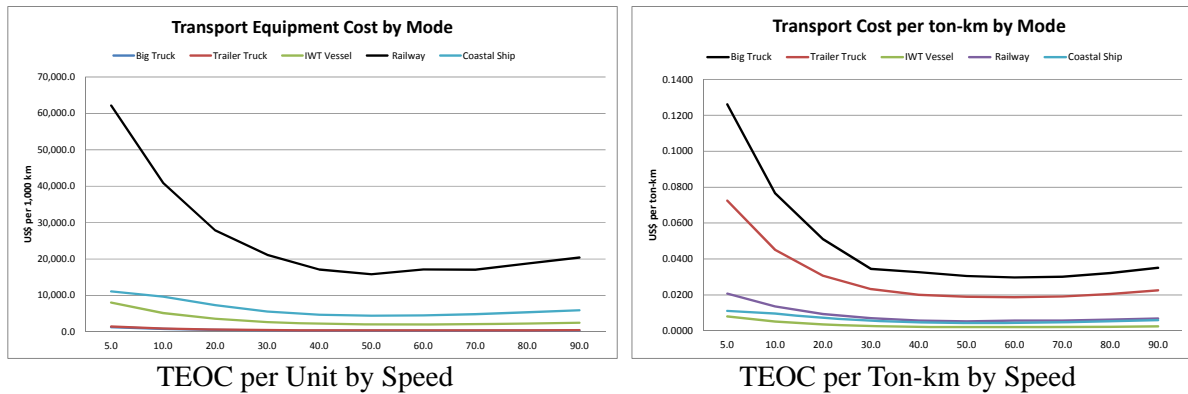 Transport Equipment Cost by Mode
Big Truck Trailer Truck IWT Vessel Railway Coastal Ship
US$ per 1,000 km
70,000.0
60,000.0
50,000.0
40,000.0
30,000.0
20,000.0
10,000.0
0.0
5.0 10.0 20.0 30.0 40.0 50.0 60.0 70.0 80.0 90.0
TEOC per Unit by Speed
Transport Cost per ton-km by Mode
Big Truck Trailer Truck IWT Vessel Railway Coastal Ship
US$ per ton-km
0.1400
0.1200
0.1000
0.0800
0.0600
0.0400
0.0200
0.0000
5.0 10.0 20.0 30.0 40.0 50.0 60.0 70.0 80.0 90.0
TEOC per Ton-km by Speed